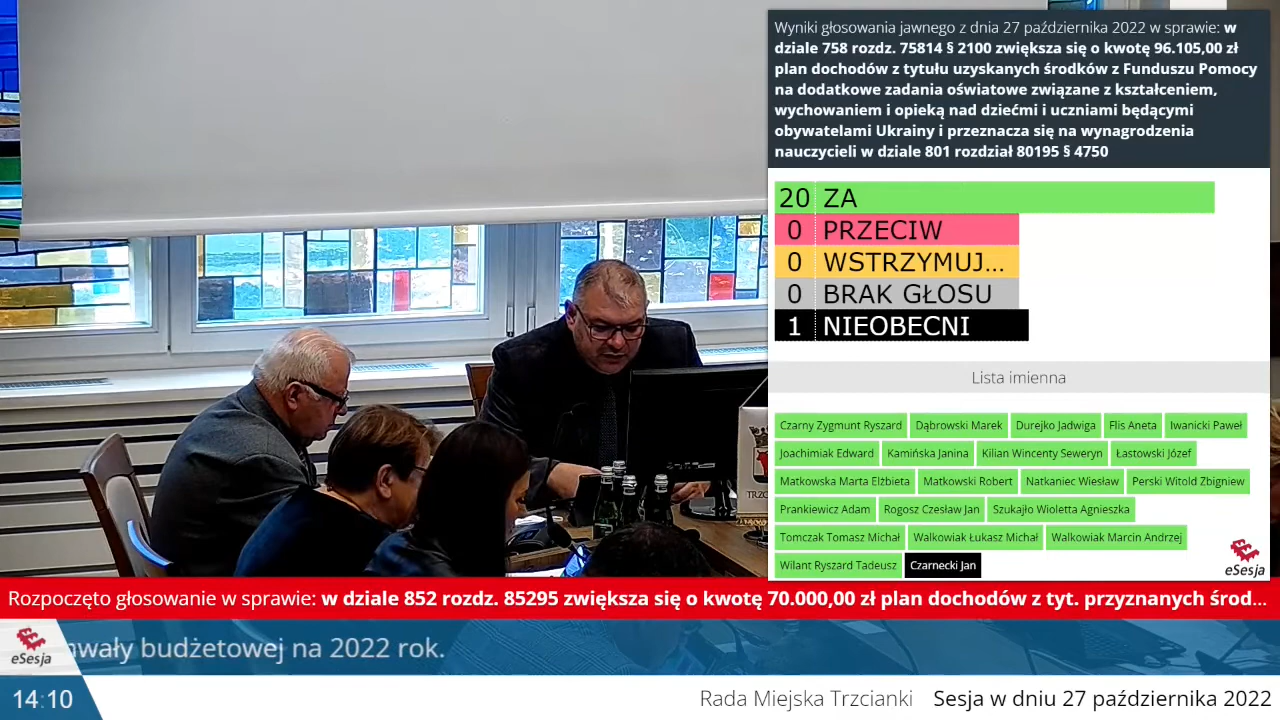 Wyniki głosowania jawnego z dnia 27 października 2022 w sprawie: w
dziale 758 rozdz. 75814 § 2100 zwiększa się o kwotę 96.105,00 zł
plan dochodów z tytułu uzyskanych środków z Funduszu Pomocy
na dodatkowe zadania oświatowe związane z kształceniem,
wychowaniem i opieką nad dziećmi i uczniami będącymi
obywatelami Ukrainy i przeznacza się na wynagrodzenia
nauczycieli w dziale 801 rozdział 80195 § 4750
20 ZA
0 PRZECIW
0 WSTRZYMUJ...
0 BRAK GŁOSU
1 NIEOBECNI
Lista imienna
Czarny Zygmunt Ryszard Dąbrowski Marek Durejko Jadwiga Flis Aneta Iwanicki Paweł
Joachimiak Edward Kamińska Janina Kilian Wincenty Seweryn Łastowski Józef
Matkowska Marta Elżbieta Matkowski Robert Natkaniec Wiesław Perski Witold Zbigniew
Prankiewicz Adam Rogosz Czesław Jan Szukajło Wioletta Agnieszka
Tomczak Tomasz Michał Walkowiak Łukasz Michał Walkowiak Marcin Andrzej
Wilant Ryszard Tadeusz Czarnecki Jan
eSesja
TRZC
Rozpoczęto głosowanie w sprawie: w dziale 852 rozdz. 85295 zwiększa się o kwotę 70.000,00 zł plan dochodów z tyt. przyznanych środ...
eSesja
wały budżetowej na 2022 rok.
14:10
Rada Miejska Trzcianki Sesja w dniu 27 października 2022